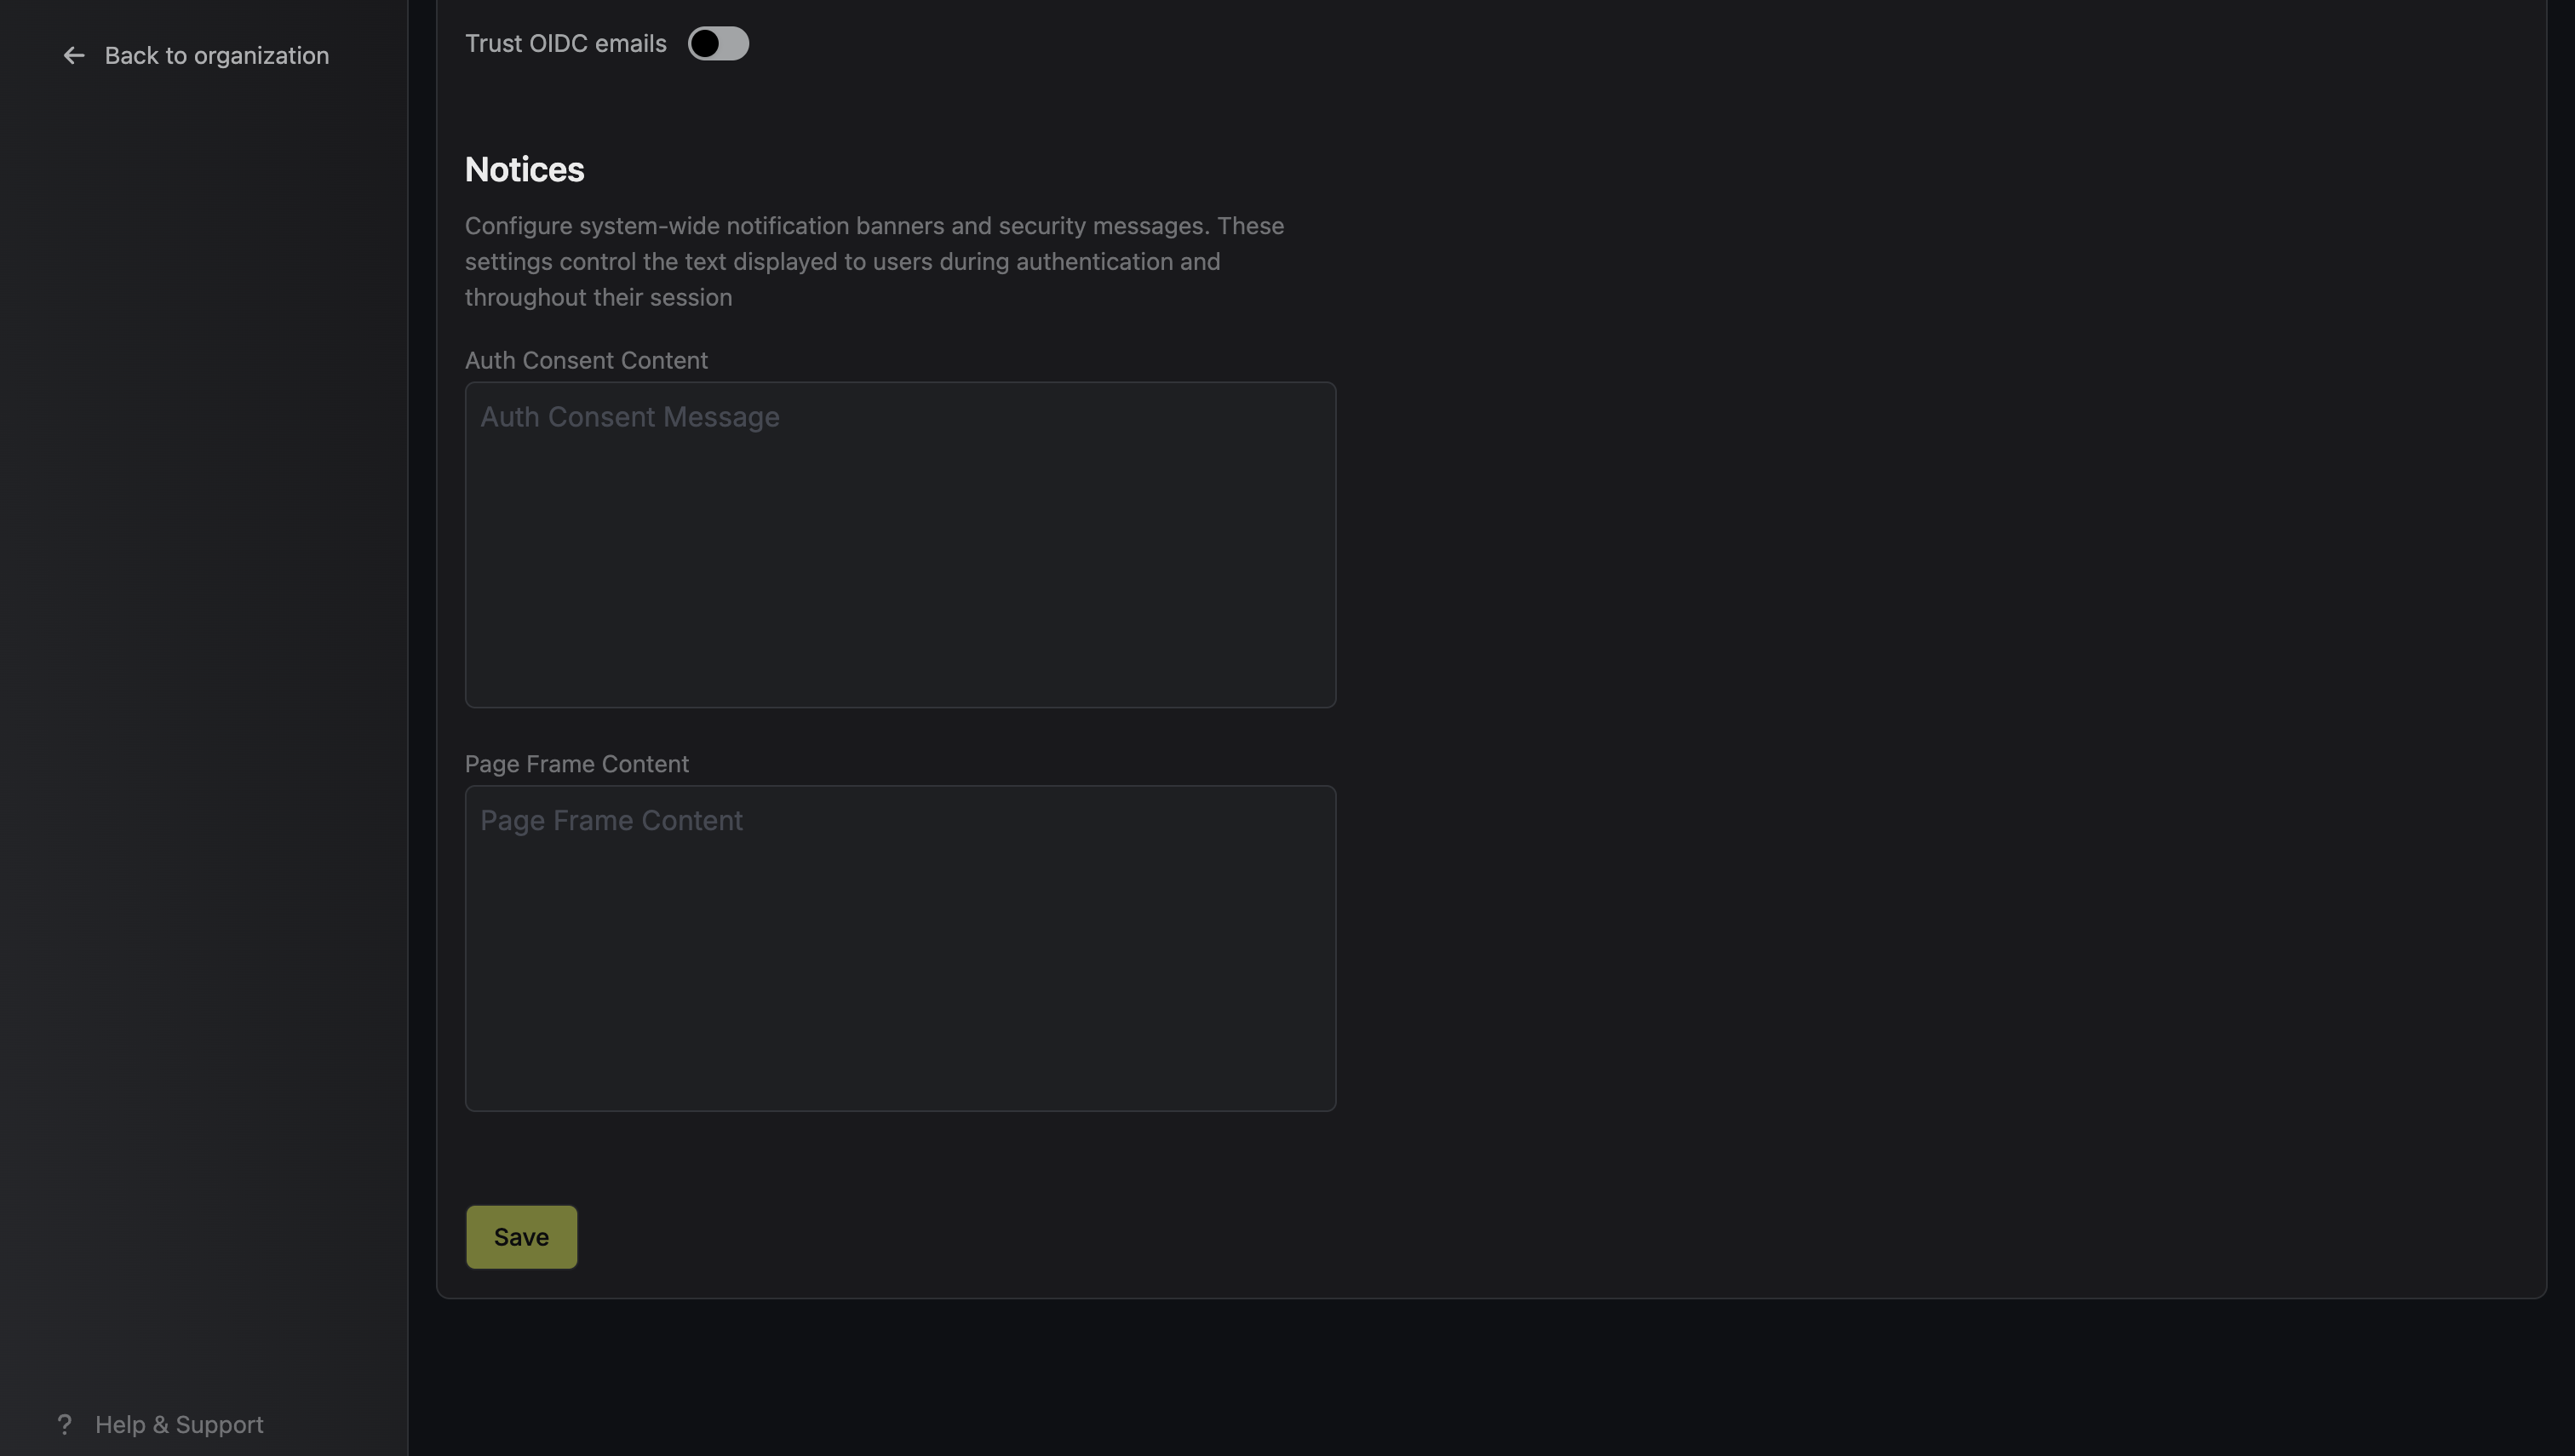 Back to organization
Trust OIDC emails
Notices
Configure system-wide notification banners and security messages. These
settings control the text displayed to users during authentication and
throughout their session
Auth Consent Content
Auth Consent Message
Page Frame Content
Page Frame Content
Save
? Help & Support